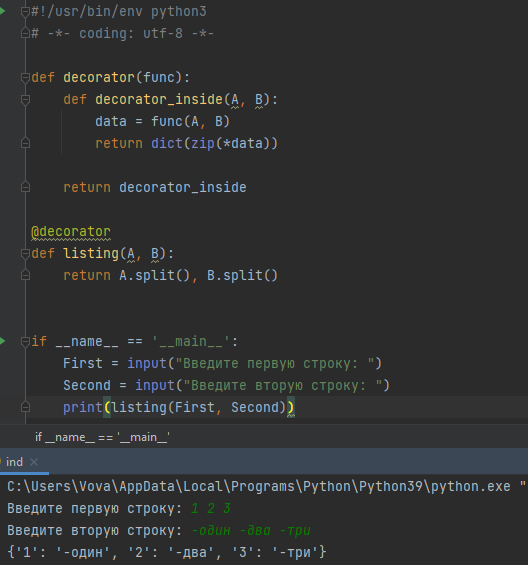 #!/usr/bin/env python3
# -*- coding: utf-8 -*-
def decorator(func):
    def decorator_inside(A, B):
        data = func(A, B)
        return dict(zip(*data))
    return decorator_inside
@decorator
def listing(A, B):
    return A.split(), B.split()
if __name__ == '__main__':
    First = input("Введите первую строку: ")
    Second = input("Введите вторую строку: ")
    print(listing(First, Second))
if __name__ == '__main__'
ind ×
C:\Users\Vova\AppData\Local\Programs\Python\Python39\python.exe "
Введите первую строку: 1 2 3
Введите вторую строку: -один -два -три
{'1': '-один', '2': '-два', '3': '-три'}